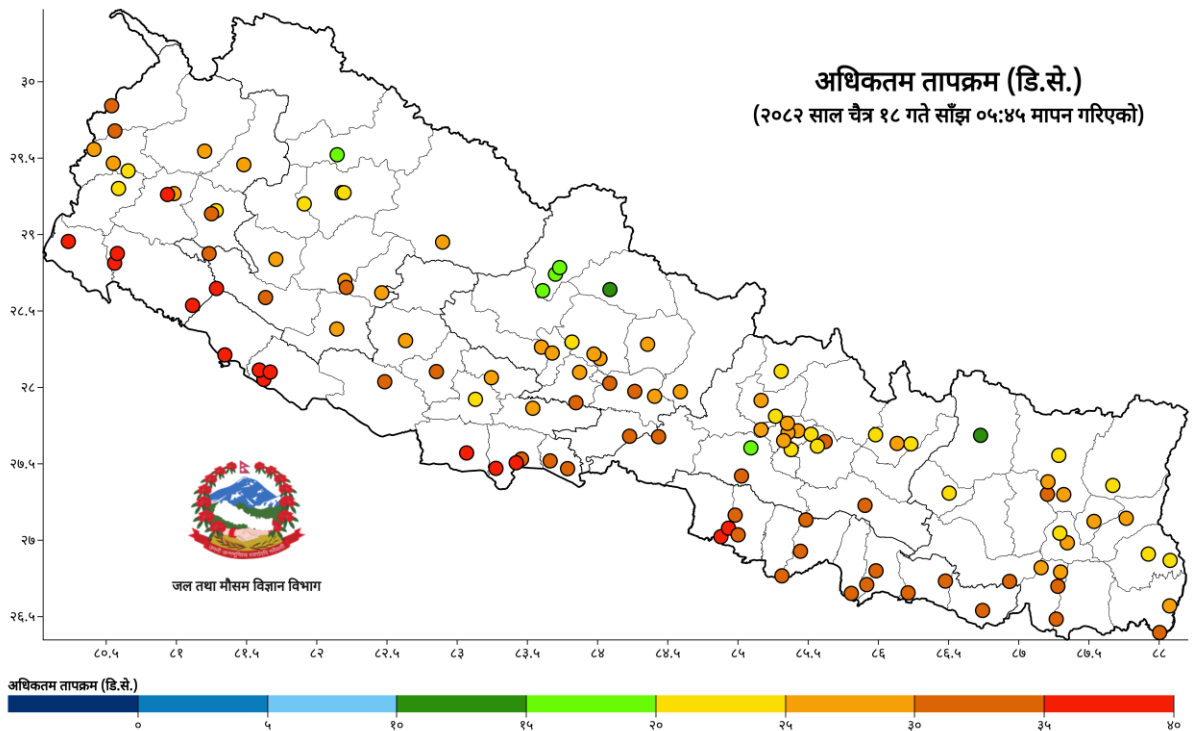 अधिकतम तापक्रम (डि.से.)
(२०८२ साल चैत्र १८ गते साँझ ०५:४५ मापन गरिएको)
३०
२९.५
२९
२८.५
२८
२७.५
२७
२६.५
जल तथा मौसम विज्ञान विभाग
८०.५ ८१ ८१.५ ८२ ८२.५ ८३ ८३.५ ८४ ८४.५ ८५ ८५.५ ८६ ८६.५ ८७ ८७.५ ८८
अधिकतम तापक्रम (डि.से.)
० ५ १० १५ २० २५ ३० ३५ ४०